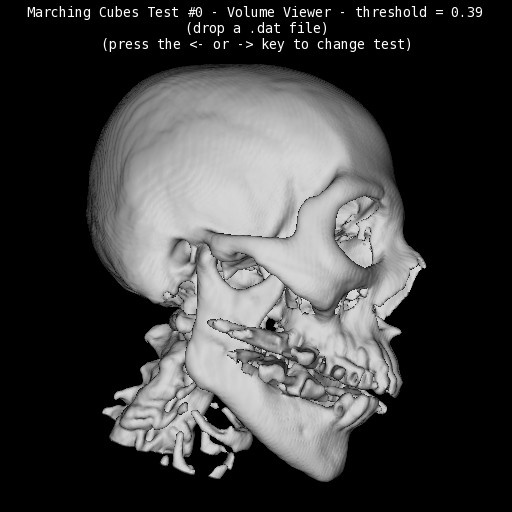 Marching Cubes Test #0 - Volume Viewer - threshold = 0.39
(drop a .dat file)
(press the <- or -> key to change test)